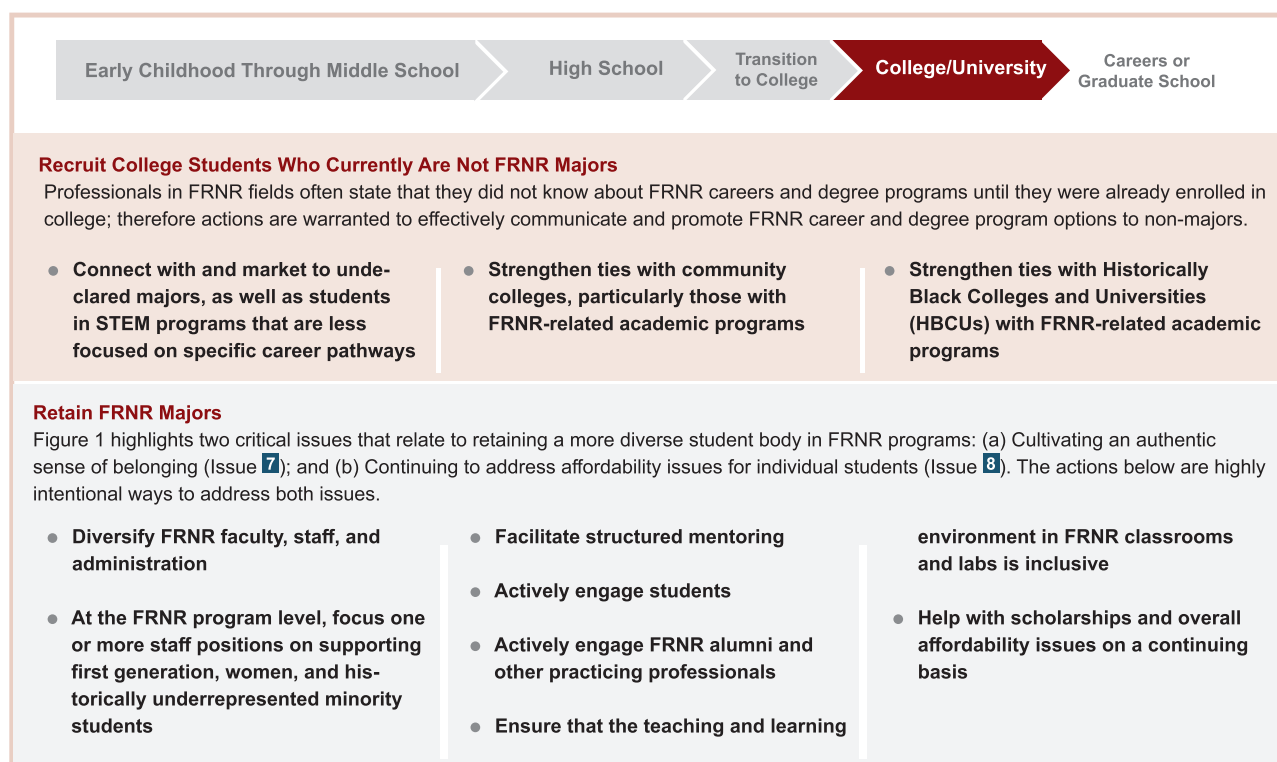 Early Childhood Through Middle School
High School
Transition
to College
College/University
Careers or
Graduate School
Recruit College Students Who Currently Are Not FRNR Majors
Professionals in FRNR fields often state that they did not know about FRNR careers and degree programs until they were already enrolled in
college; therefore actions are warranted to effectively communicate and promote FRNR career and degree program options to non-majors.
● Connect with and market to unde-
clared majors, as well as students
in STEM programs that are less
focused on specific career pathways
● Strengthen ties with community
colleges, particularly those with
FRNR-related academic programs
● Strengthen ties with Historically
Black Colleges and Universities
(HBCUs) with FRNR-related academic
programs
Retain FRNR Majors
Figure 1 highlights two critical issues that relate to retaining a more diverse student body in FRNR programs: (a) Cultivating an authentic
sense of belonging (Issue 7); and (b) Continuing to address affordability issues for individual students (Issue 8). The actions below are highly
intentional ways to address both issues.
● Diversify FRNR faculty, staff, and
administration
● At the FRNR program level, focus one
or more staff positions on supporting
first generation, women, and his-
torically underrepresented minority
students
● Facilitate structured mentoring
● Actively engage students
● Actively engage FRNR alumni and
other practicing professionals
● Ensure that the teaching and learning
environment in FRNR classrooms
and labs is inclusive
● Help with scholarships and overall
affordability issues on a continuing
basis